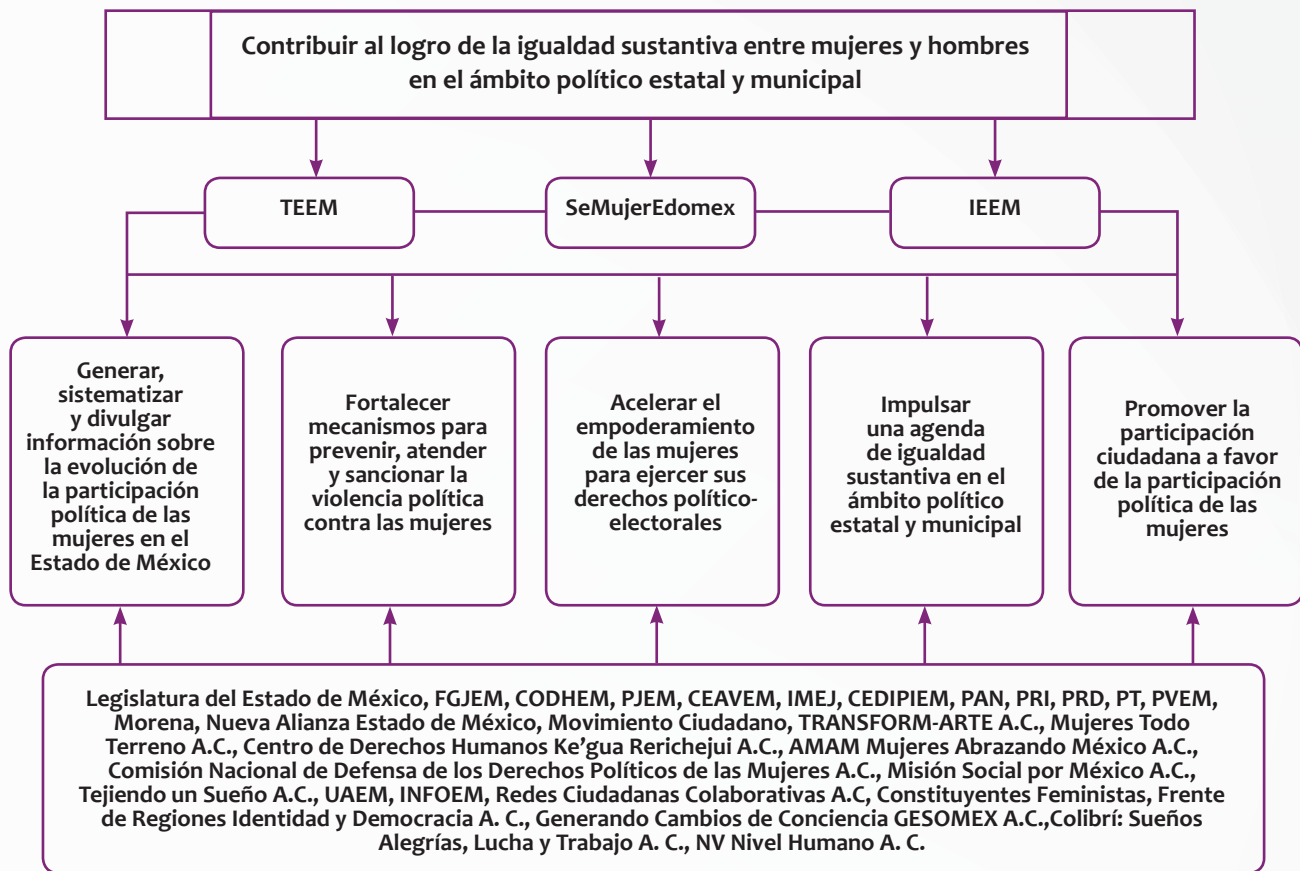 Contribuir al logro de la igualdad sustantiva entre mujeres y hombres
en el ámbito político estatal y municipal
TEEM
SeMujerEdomex
IEEM
Generar,
sistematizar
y divulgar
información sobre
la evolución de
la participación
política de las
mujeres en el
Estado de México
Fortalecer
mecanismos para
prevenir, atender
y sancionar la
violencia política
contra las mujeres
Acelerar el
empoderamiento
de las mujeres
para ejercer sus
derechos político-
electorales
Impulsar
una agenda
de igualdad
sustantiva en el
ámbito político
estatal y municipal
Promover la
participación
ciudadana a favor
de la participación
política de las
mujeres
Legislatura del Estado de México, FGJEM, CODHEM, PJEM, CEAVEM, IMEJ, CEDIPIEM, PAN, PRI, PRD, PT, PVEM,
Morena, Nueva Alianza Estado de México, Movimiento Ciudadano, TRANSFORM-ARTE A.C., Mujeres Todo
Terreno A.C., Centro de Derechos Humanos Ke’gua Rerichejui A.C., AMAM Mujeres Abrazando México A.C.,
Comisión Nacional de Defensa de los Derechos Políticos de las Mujeres A.C., Misión Social por México A.C.,
Tejiendo un Sueño A.C., UAEM, INFOEM, Redes Ciudadanas Colaborativas A.C, Constituyentes Feministas, Frente
de Regiones Identidad y Democracia A. C., Generando Cambios de Conciencia GESOMEX A.C.,Colibrí: Sueños
Alegrías, Lucha y Trabajo A. C., NV Nivel Humano A. C.